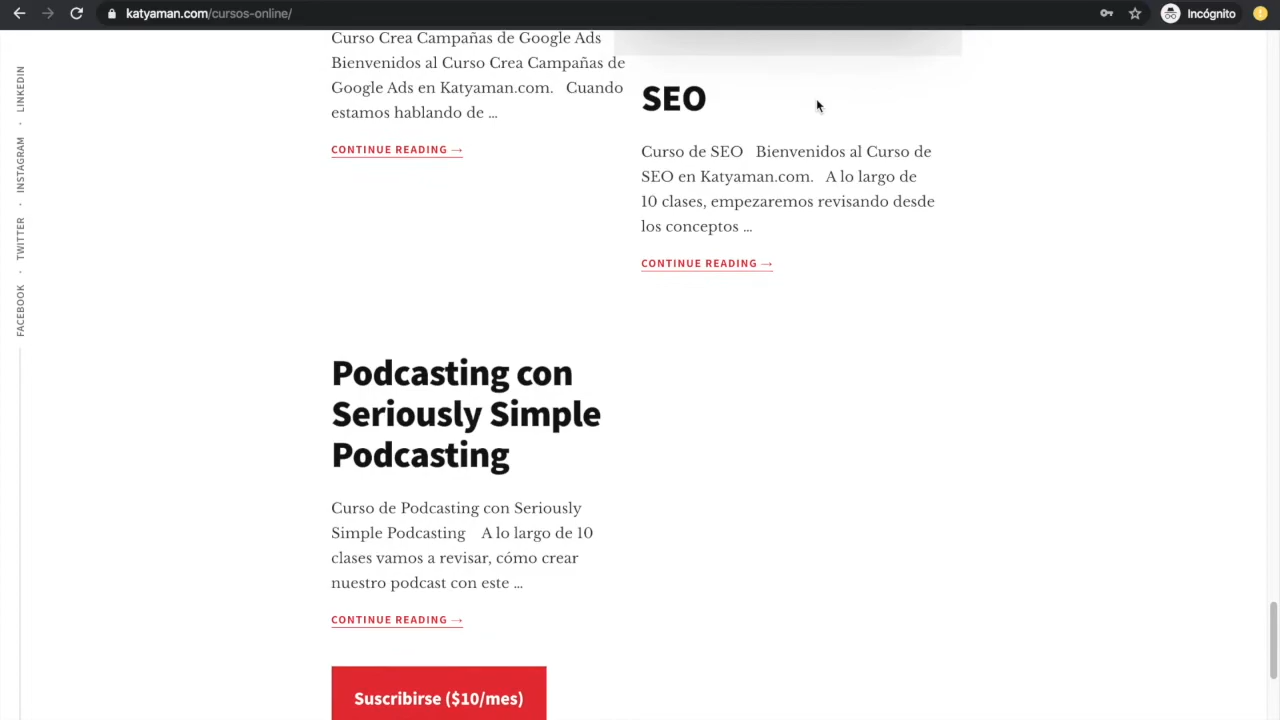 katyaman.com/cursos-online/
Incógnito
LINKEDIN
INSTAGRAM
TWITTER
FACEBOOK
Curso Crea Campañas de Google Ads
Bienvenidos al Curso Crea Campañas de
Google Ads en Katyaman.com. Cuando
estamos hablando de ...
CONTINUE READING →
SEO
Curso de SEO Bienvenidos al Curso de
SEO en Katyaman.com. A lo largo de
10 clases, empezaremos revisando desde
los conceptos ...
CONTINUE READING →
Podcasting con
Seriously Simple
Podcasting
Curso de Podcasting con Seriously
Simple Podcasting A lo largo de 10
clases vamos a revisar, cómo crear
nuestro podcast con este ...
CONTINUE READING →
Suscribirse ($10/mes)